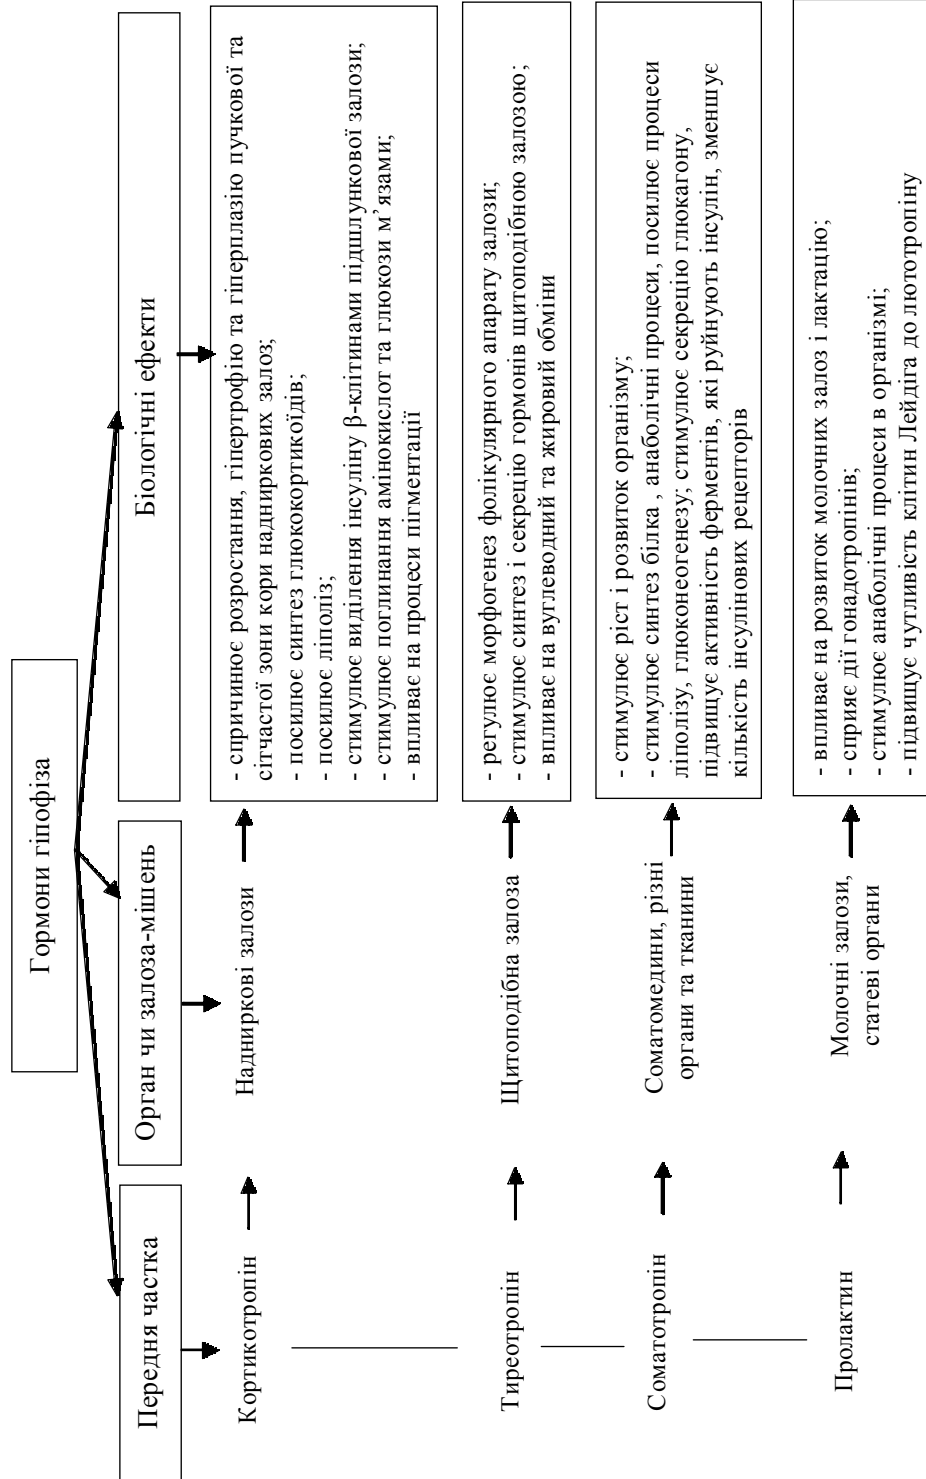 Гормони гіпофіза
Передня частка
Орган чи залоза-мішень
Біологічні ефекти
Кортикотропін
Надниркові залози
- спричинює розростання, гіпертрофію та гіперплазію пучкової та
сітчастої зони кори надниркових залоз;
- посилює синтез глюкокортикоїдів;
- посилює ліполіз;
- стимулює виділення інсуліну β-клітинами підшлункової залози;
- стимулює поглинання амінокислот та глюкози м’язами;
- впливає на процеси пігментації
Тиреотропін
Щитоподібна залоза
- регулює морфогенез фолікулярного апарату залози;
- стимулює синтез і секрецію гормонів щитоподібною залозою;
- впливає на вуглеводний та жировий обміни
Соматотропін
Соматомедини, різні
органи та тканини
- стимулює ріст і розвиток організму;
- стимулює синтез білка , анаболічні процеси, посилює процеси
ліполізу, глюконеогенезу; стимулює секрецію глюкагону,
підвищує активність ферментів, які руйнують інсулін, зменшує
кількість інсулінових рецепторів
Пролактин
Молочні залози,
статеві органи
- впливає на розвиток молочних залоз і лактацію;
- сприяє дії гонадотропінів;
- стимулює анаболічні процеси в організмі;
- підвищує чутливість клітин Лейдіга до лютотропіну